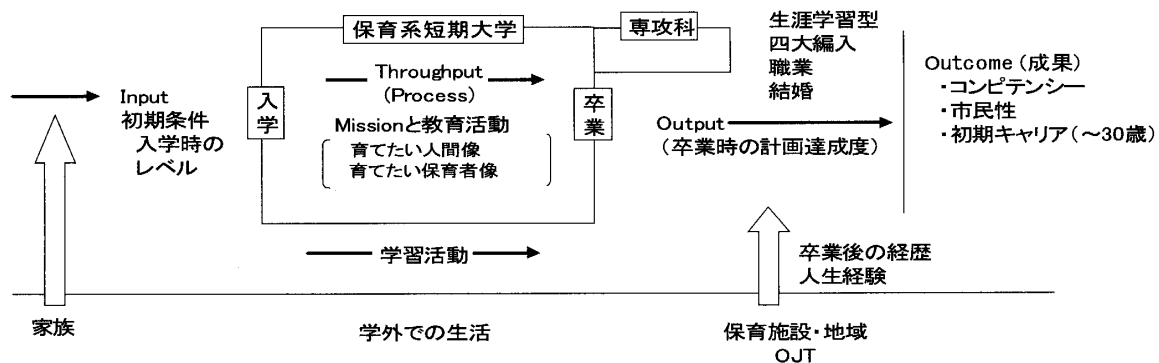 保育系短期大学
専攻科
生涯学習型
四大編入
職業
結婚
Input
初期条件
入学時の
レベル
入学
Throughput
(Process)
Missionと教育活動
育てたい人間像
育てたい保育者像
卒業
Output
(卒業時の計画達成度)
Outcome(成果)
・コンピテンシー
・市民性
・初期キャリア(～30歳)
学習活動
卒業後の経歴
人生経験
家族
学外での生活
保育施設・地域
OJT